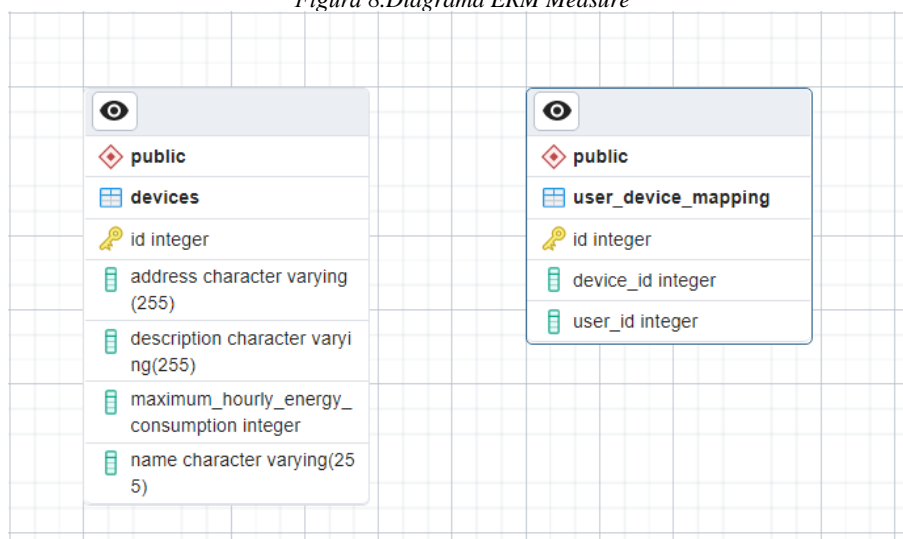 Figura 8.Diagrama ERM Measure
public
devices
id integer
address character varying
(255)
description character varyi
ng(255)
maximum_hourly_energy_
consumption integer
name character varying(25
5)
public
user_device_mapping
id integer
device_id integer
user_id integer